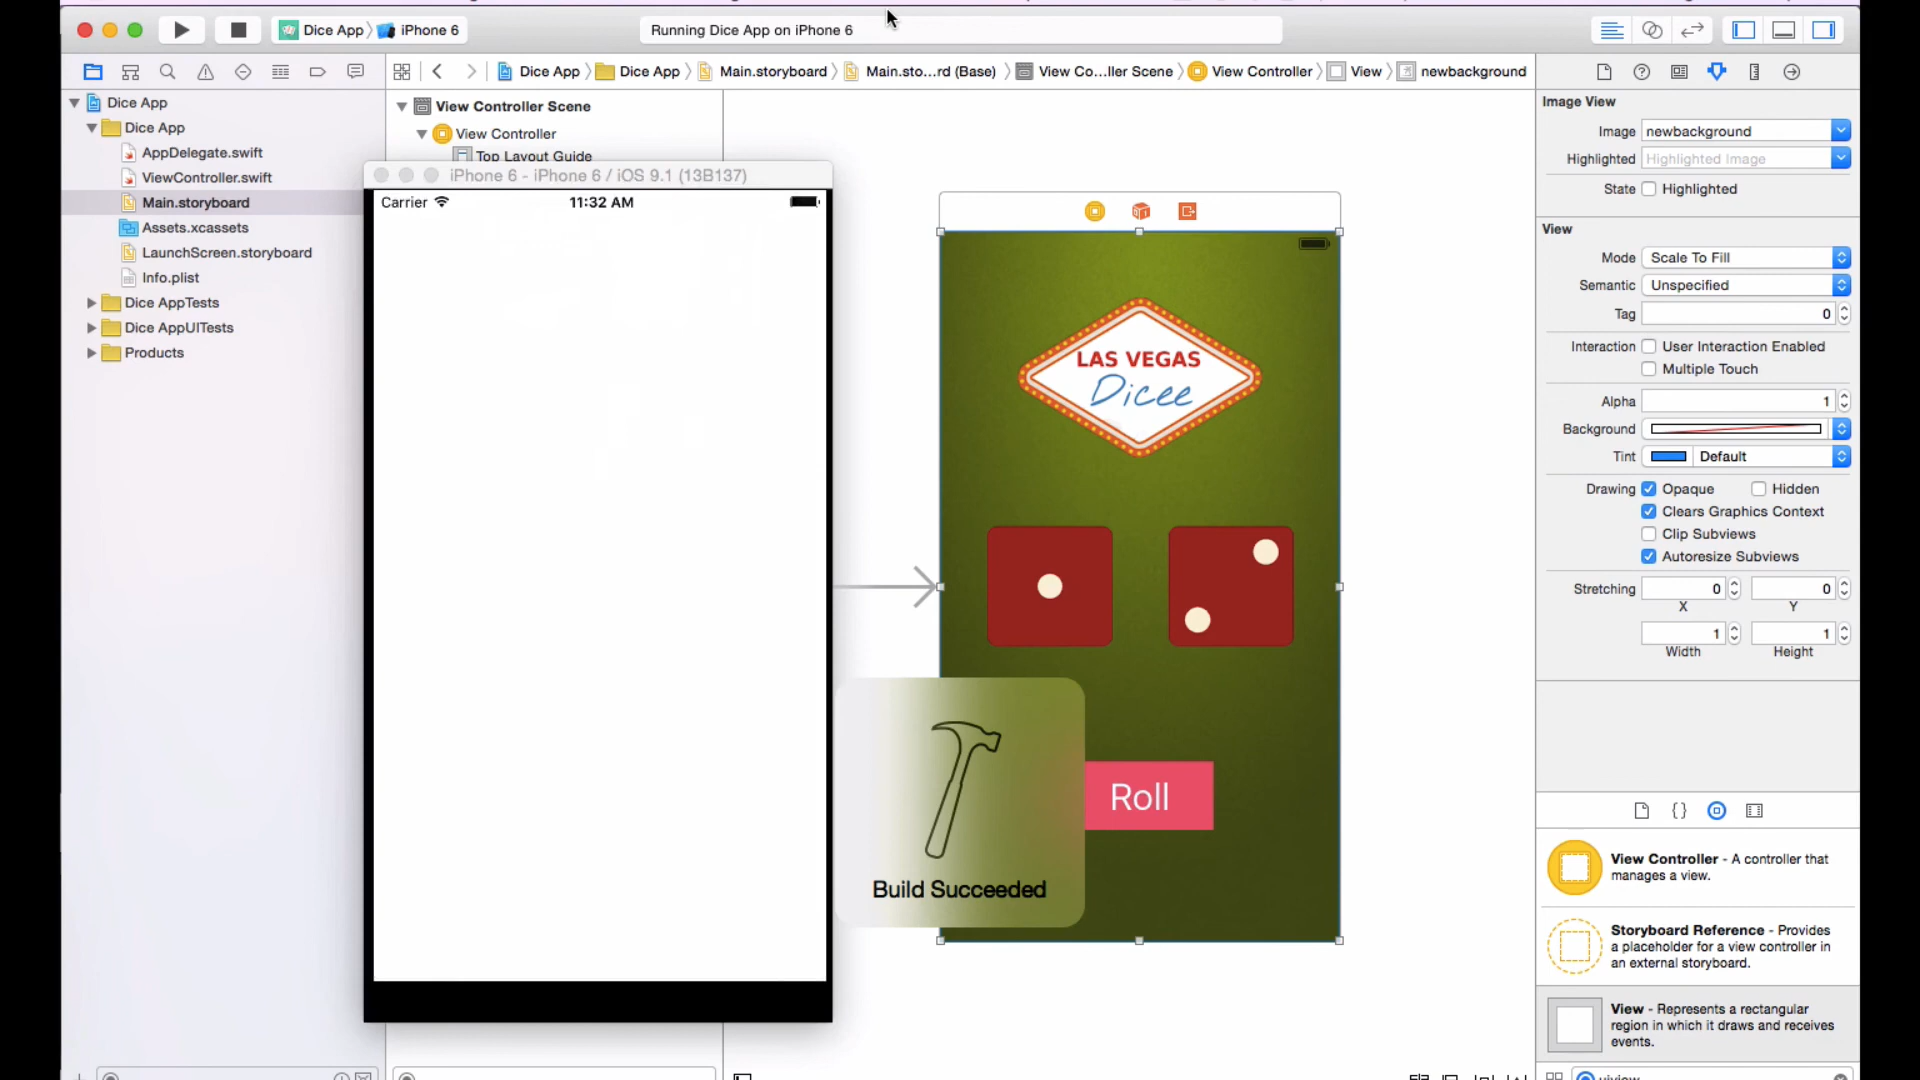 Dice App
iPhone 6
Running Dice App on iPhone 6
Dice App
Dice App
Main.storyboard
Main.sto...rd (Base)
View Co...ller Scene
View Controller
View
newbackground
Dice App
Dice App
AppDelegate.swift
ViewController.swift
Main.storyboard
Assets.xcassets
LaunchScreen.storyboard
Info.plist
Dice AppTests
Dice AppUITests
Products
View Controller Scene
View Controller
Top Layout Guide
iPhone 6 - iPhone 6 / iOS 9.1 (13B137)
Carrier
11:32 AM
LAS VEGAS
Dicee
Roll
Build Succeeded
Image View
Image
newbackground
Highlighted
Highlighted Image
State
Highlighted
View
Mode
Scale To Fill
Semantic
Unspecified
Tag
0
Interaction
User Interaction Enabled
Multiple Touch
Alpha
1
Background
Tint
Default
Drawing
Opaque
Hidden
Clears Graphics Context
Clip Subviews
Autoresize Subviews
Stretching
0
0
X
Y
1
1
Width
Height
{ }
View Controller - A controller that
manages a view.
Storyboard Reference - Provides
a placeholder for a view controller in
an external storyboard.
View - Represents a rectangular
region in which it draws and receives
events.
uiview